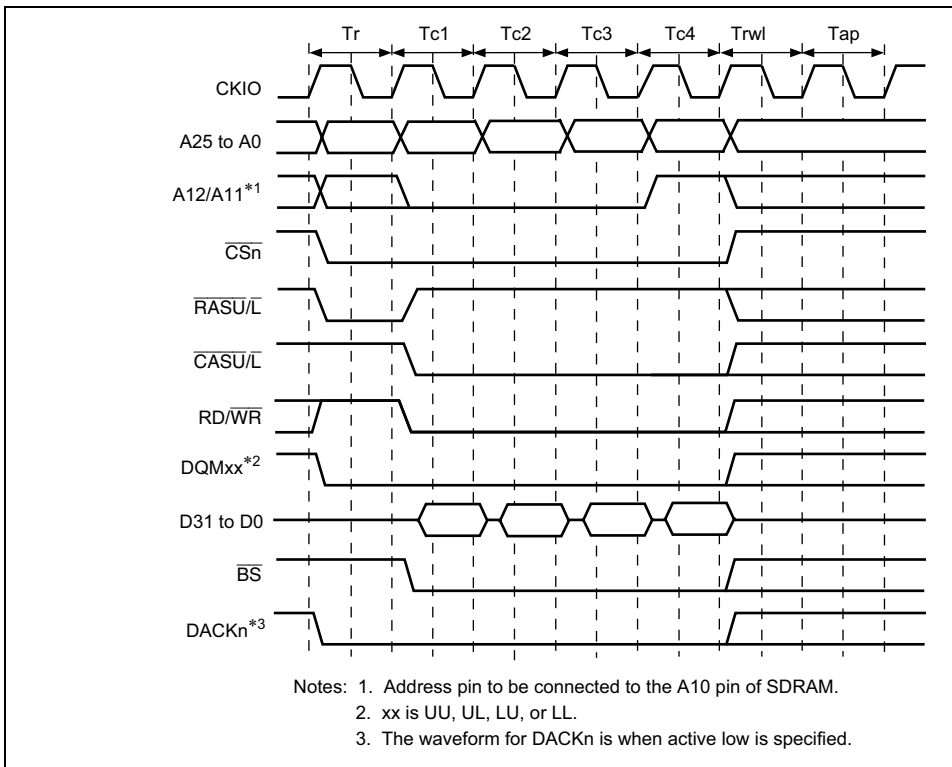 Tr Tc1 Tc2 Tc3 Tc4 Trwl Tap
CKIO
A25 to A0
A12/A11*1
CSn
RASU/L
CASU/L
RD/WR
DQMxx*2
D31 to D0
BS
DACKn*3
Notes: 1. Address pin to be connected to the A10 pin of SDRAM.
2. xx is UU, UL, LU, or LL.
3. The waveform for DACKn is when active low is specified.